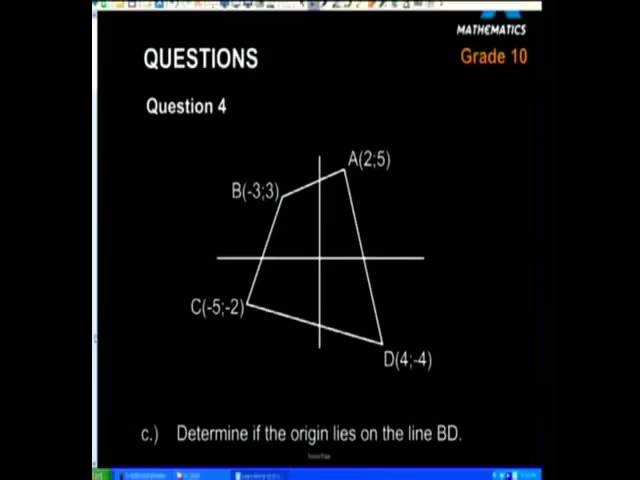 MATHEMATICS
QUESTIONS
Grade 10
Question 4
A(2;5)
B(-3;3)
C(-5;-2)
D(4;-4)
c.) Determine if the origin lies on the line BD.